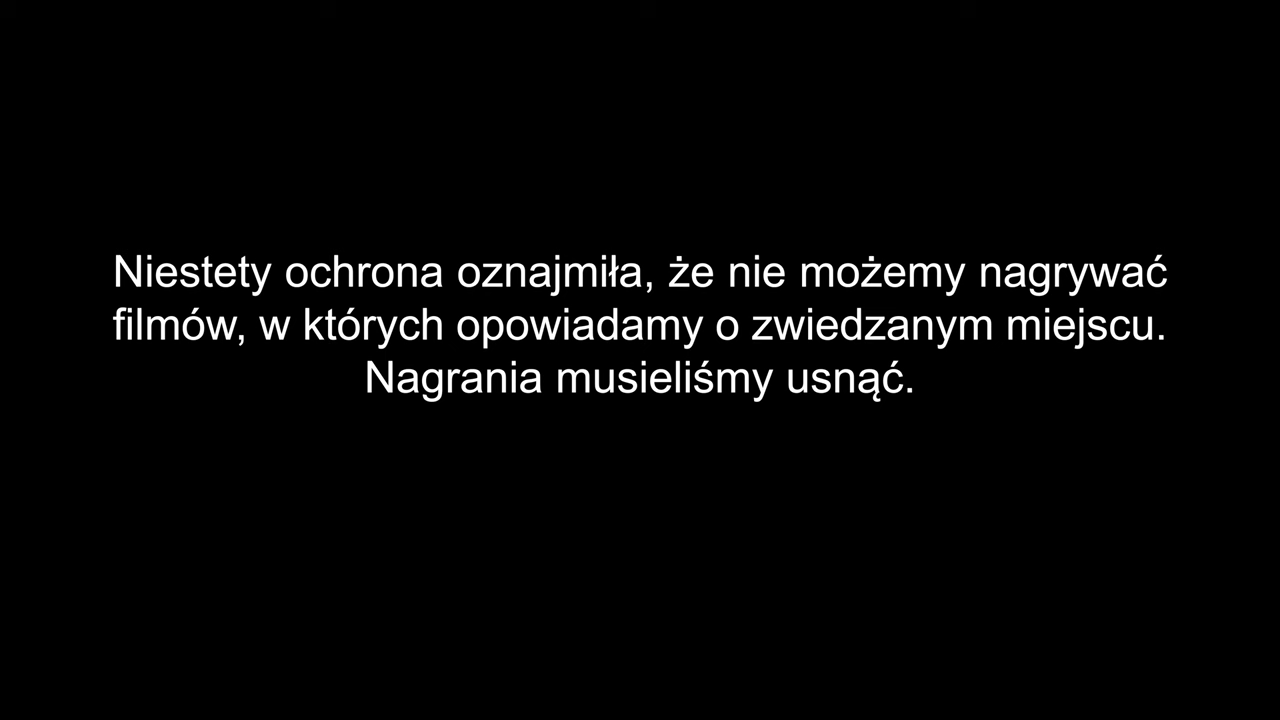 Niestety ochrona oznajmiła, że nie możemy nagrywać
filmów, w których opowiadamy o zwiedzanym miejscu.
Nagrania musieliśmy usnąć.